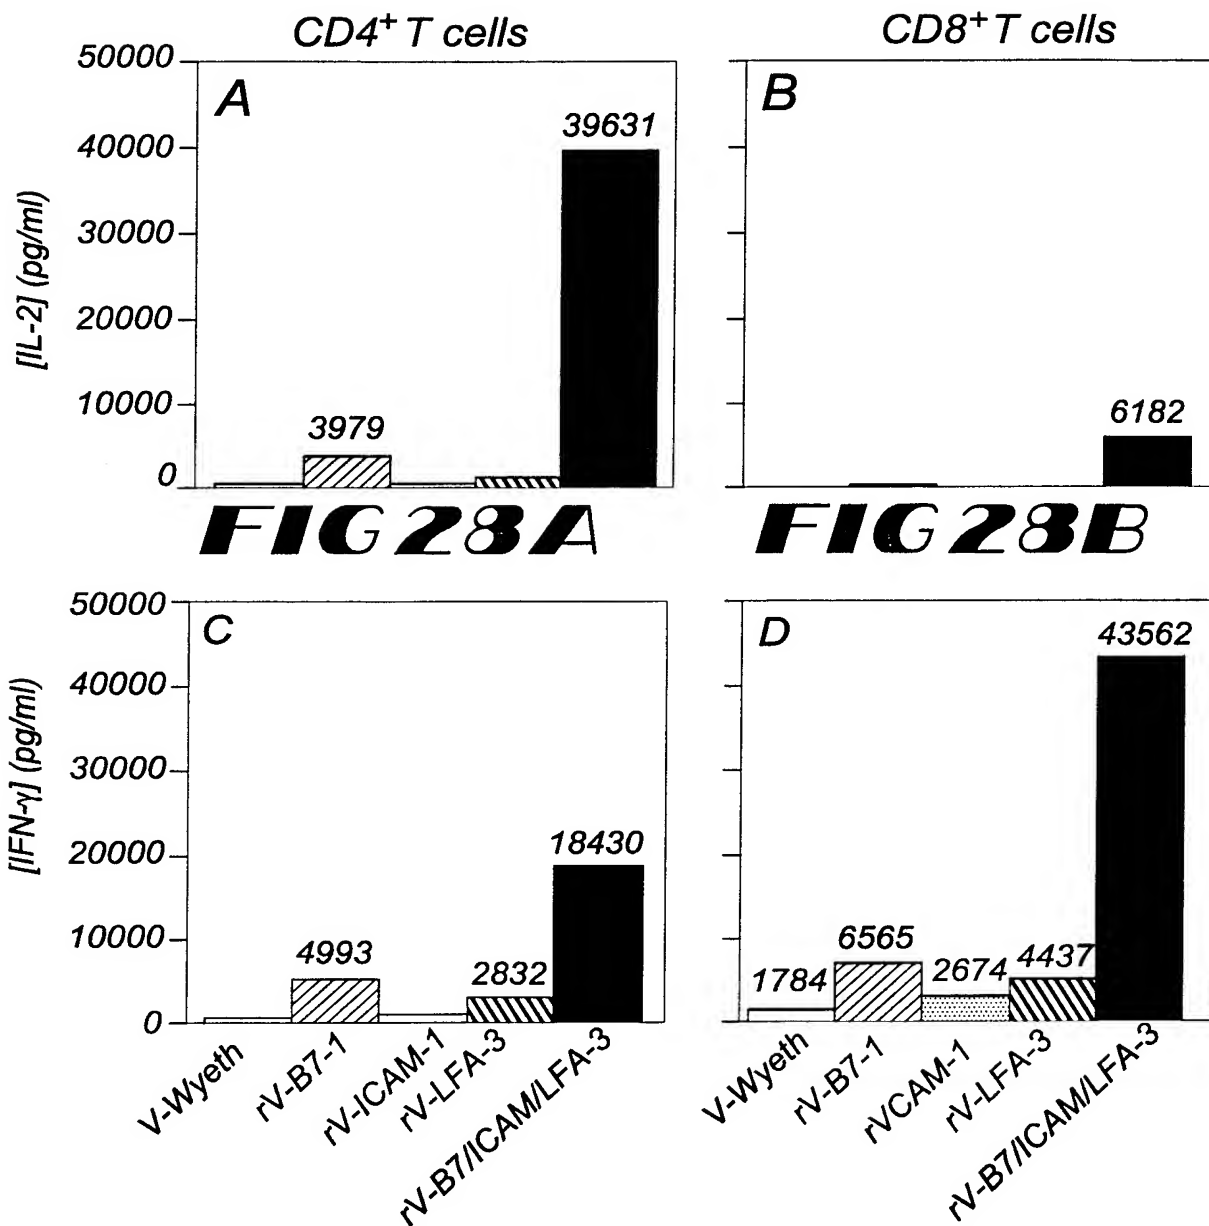 CD4+ T cells
CD8+ T cells
[IL-2] (pg/ml)
50000
40000
30000
20000
10000
0
A
3979
39631
B
6182
FIG 28A
FIG 28B
[IFN-γ] (pg/ml)
50000
40000
30000
20000
10000
0
C
4993
2832
18430
D
1784
6565
2674
4437
43562
V-Wyeth
rV-B7-1
rV-ICAM-1
rV-LFA-3
rV-B7/ICAM/LFA-3
V-Wyeth
rV-B7-1
rVCAM-1
rV-LFA-3
rV-B7/ICAM/LFA-3